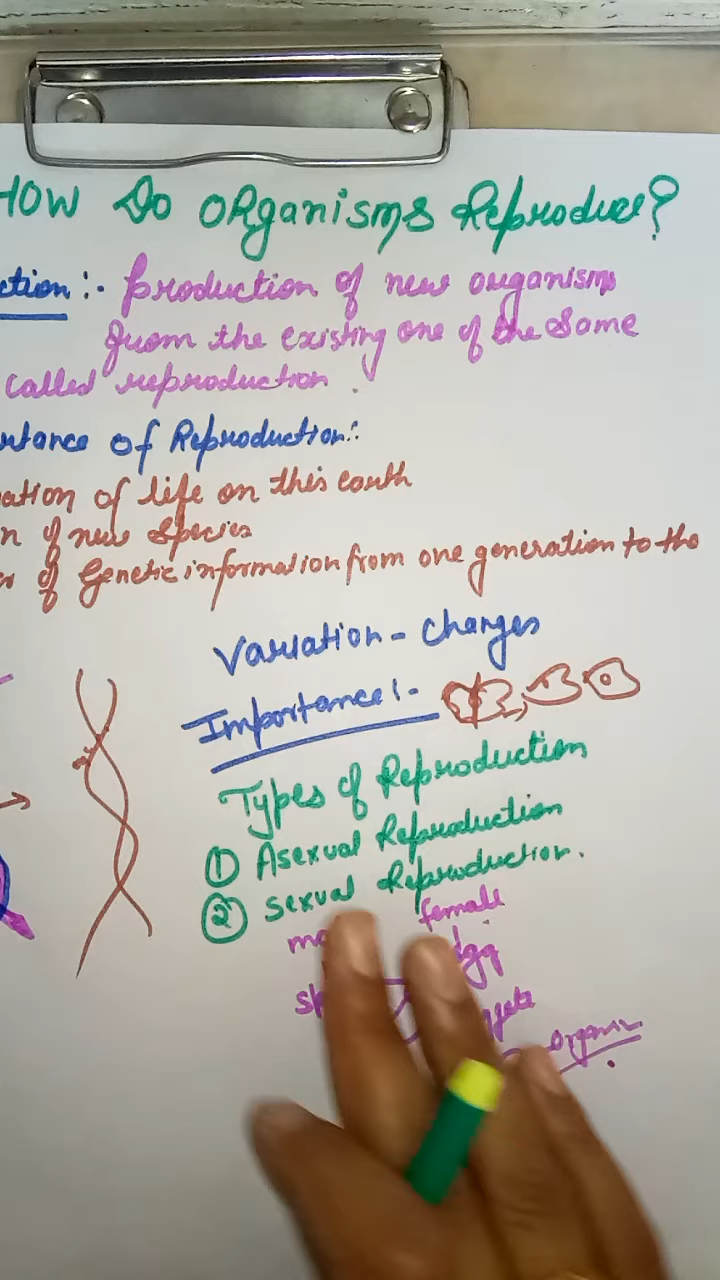 HOW Do Organisms Reproduce?
ction :- Production of new organisms
from the existing one of the Same
called reproduction.
rtance of Reproduction:-
ation of life on this earth
n of new Species
of Genetic information from one generation to the
Variation - Changes
Importance :-
Types of Reproduction
① Asexual Reproduction
② Sexual Reproduction.
female